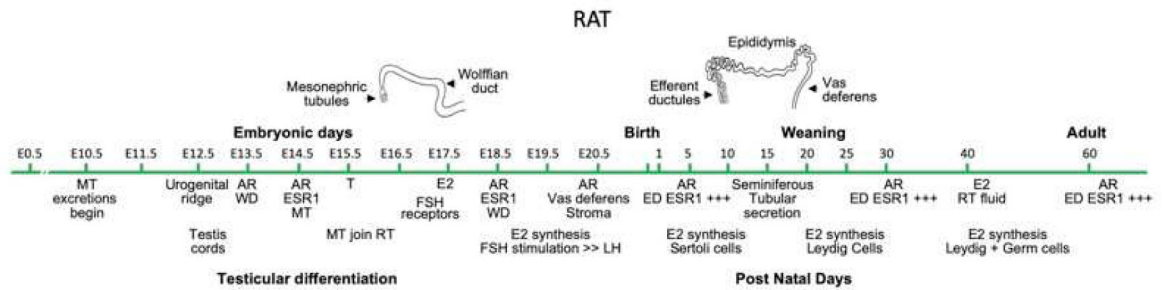 RAT
Epididymis
Mesonephric
tubules
Wolffian
duct
Efferent
ductules
Vas
deferens
Embryonic days
Birth
Weaning
Adult
E0.5 E10.5 E11.5 E12.5 E13.5 E14.5 E15.5 E16.5 E17.5 E18.5 E19.5 E20.5 1 5 10 15 20 25 30 40 60
MT
excretions
begin
Urogenital
ridge
AR
WD
AR
ESR1
MT
T
E2
FSH
receptors
AR
ESR1
WD
AR
Vas deferens
Stroma
AR
ED ESR1 +++
Seminiferous
Tubular
secretion
AR
ED ESR1 +++
E2
RT fluid
AR
ED ESR1 +++
Testis
cords
MT join RT
E2 synthesis
FSH stimulation >> LH
E2 synthesis
Sertoli cells
E2 synthesis
Leydig Cells
E2 synthesis
Leydig + Germ cells
Testicular differentiation
Post Natal Days